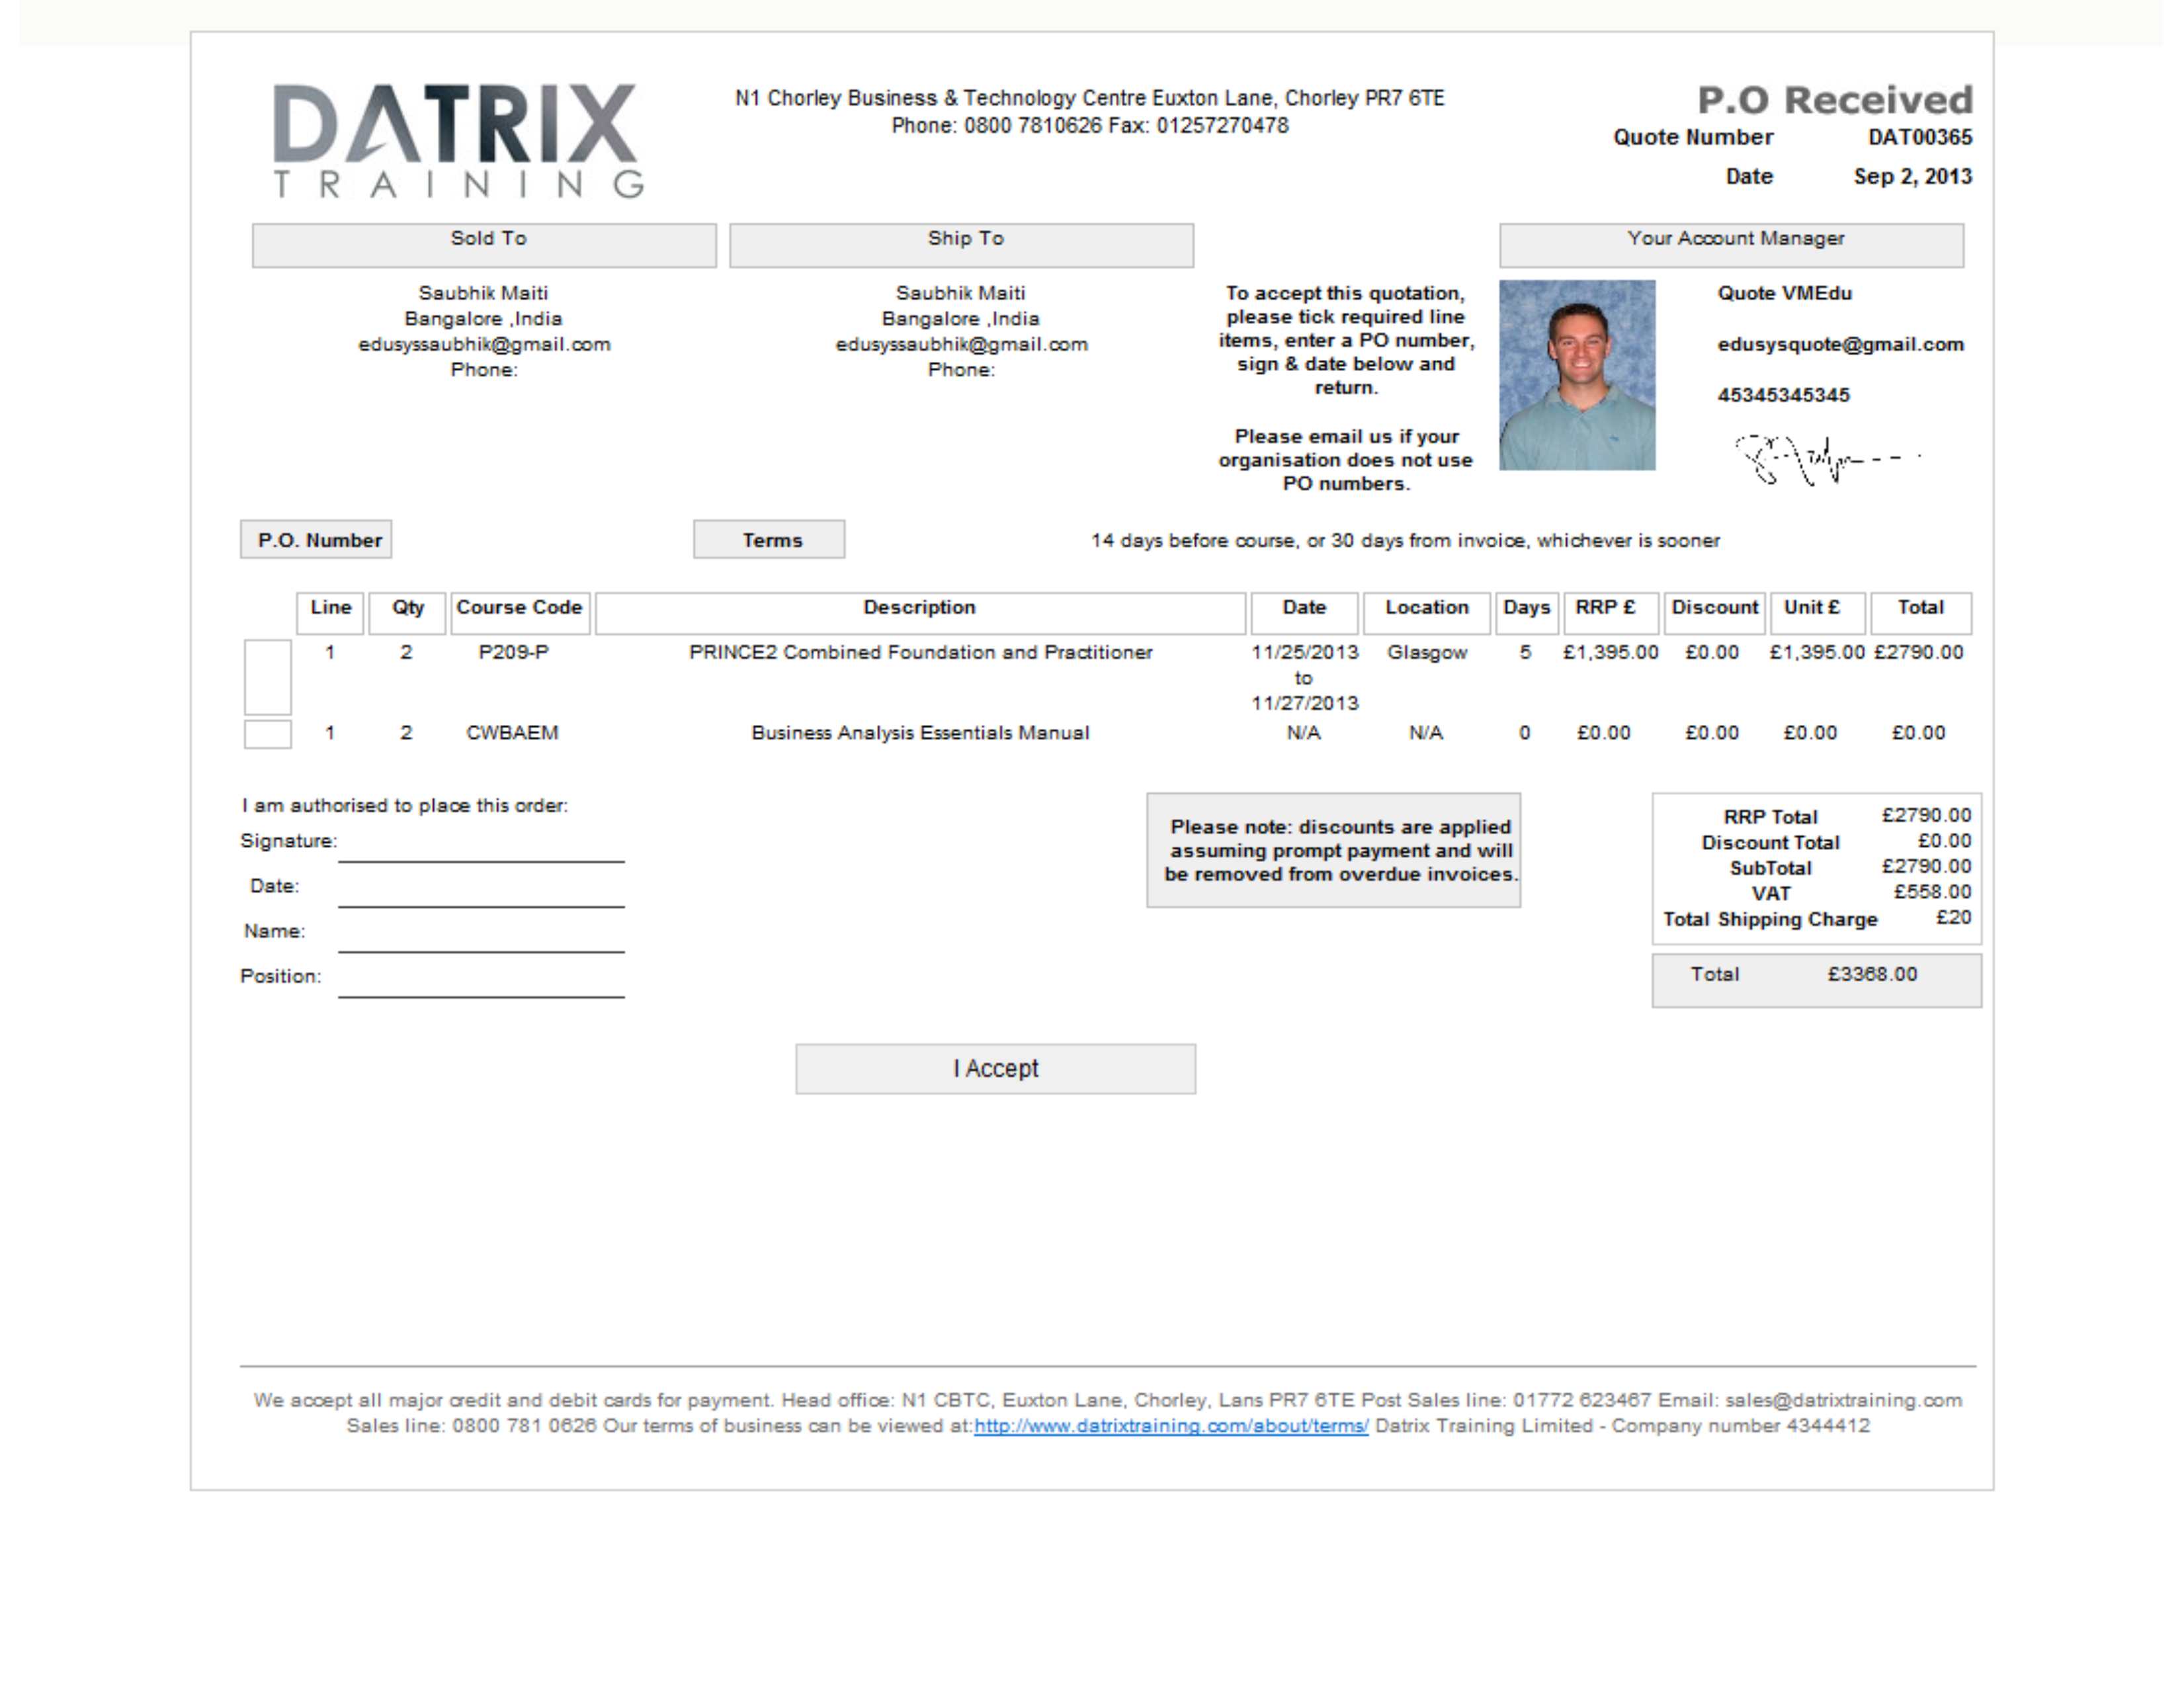 DATRIX
TRAINING
N1 Chorley Business & Technology Centre Euxton Lane, Chorley PR7 6TE
Phone: 0800 7810626 Fax: 01257270478
P.O Received
Quote Number DAT00365
Date Sep 2, 2013
Sold To
Saubhik Maiti
Bangalore ,India
edusyssaubhik@gmail.com
Phone:
Ship To
Saubhik Maiti
Bangalore ,India
edusyssaubhik@gmail.com
Phone:
To accept this quotation,
please tick required line
items, enter a PO number,
sign & date below and
return.
Please email us if your
organisation does not use
PO numbers.
Your Account Manager
Quote VMEdu
edusysquote@gmail.com
45345345345
P.O. Number Terms 14 days before course, or 30 days from invoice, whichever is sooner
Line Qty Course Code Description Date Location Days RRP £ Discount Unit £ Total
1 2 P209-P PRINCE2 Combined Foundation and Practitioner 11/25/2013 Glasgow 5 £1,395.00 £0.00 £1,395.00 £2790.00
to
11/27/2013
1 2 CWBAEM Business Analysis Essentials Manual N/A N/A 0 £0.00 £0.00 £0.00 £0.00
I am authorised to place this order:
Signature:
Date:
Name:
Position:
Please note: discounts are applied
assuming prompt payment and will
be removed from overdue invoices.
RRP Total £2790.00
Discount Total £0.00
SubTotal £2790.00
VAT £558.00
Total Shipping Charge £20
Total £3368.00
I Accept
We accept all major credit and debit cards for payment. Head office: N1 CBTC, Euxton Lane, Chorley, Lans PR7 6TE Post Sales line: 01772 623467 Email: sales@datrixtraining.com
Sales line: 0800 781 0626 Our terms of business can be viewed at:http://www.datrixtraining.com/about/terms/ Datrix Training Limited - Company number 4344412